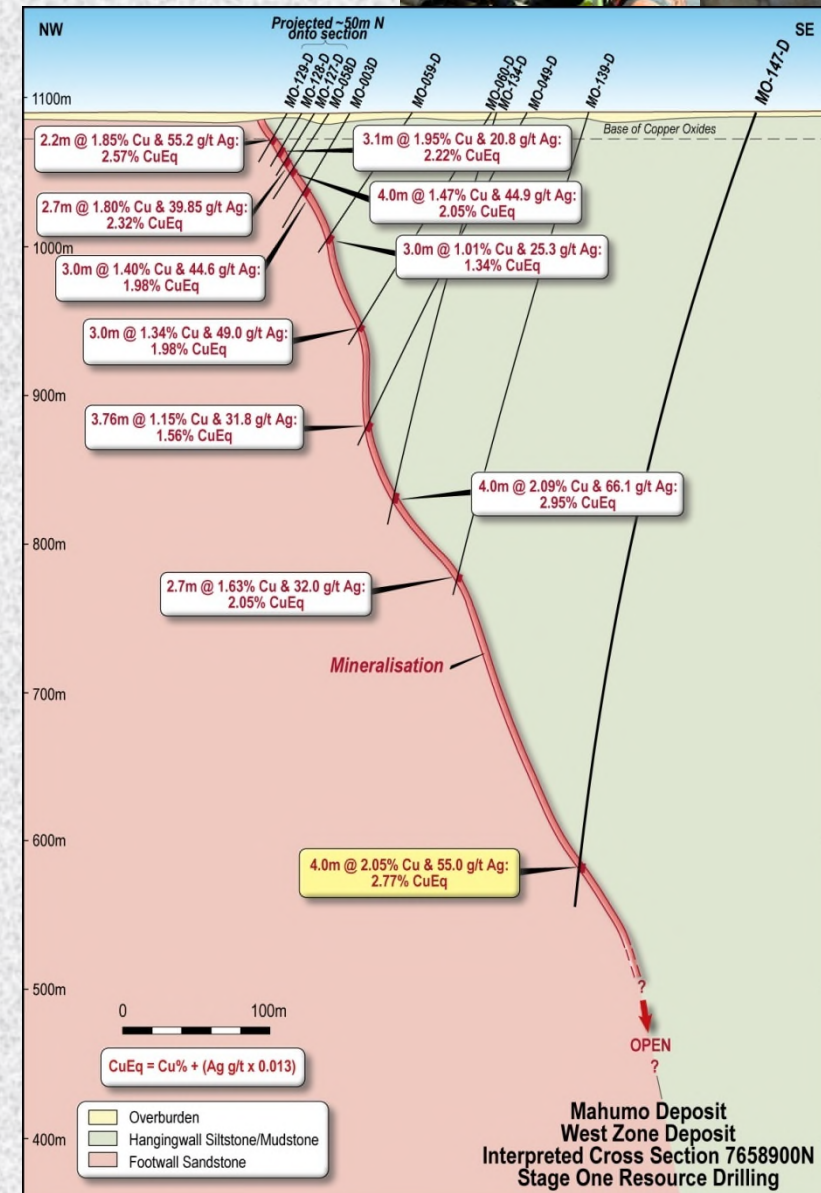 NW
Projected ~50m N
onto section
SE
MO-129-D
MO-128-D
MO-127-D
MO-058D
MO-003D
MO-059-D
MO-060-D
MO-134-D
MO-049-D
MO-139-D
MO-147-D
1100m
Base of Copper Oxides
2.2m @ 1.85% Cu & 55.2 g/t Ag:
2.57% CuEq
3.1m @ 1.95% Cu & 20.8 g/t Ag:
2.22% CuEq
2.7m @ 1.80% Cu & 39.85 g/t Ag:
2.32% CuEq
4.0m @ 1.47% Cu & 44.9 g/t Ag:
2.05% CuEq
1000m
3.0m @ 1.40% Cu & 44.6 g/t Ag:
1.98% CuEq
3.0m @ 1.01% Cu & 25.3 g/t Ag:
1.34% CuEq
3.0m @ 1.34% Cu & 49.0 g/t Ag:
1.98% CuEq
900m
3.76m @ 1.15% Cu & 31.8 g/t Ag:
1.56% CuEq
4.0m @ 2.09% Cu & 66.1 g/t Ag:
2.95% CuEq
800m
2.7m @ 1.63% Cu & 32.0 g/t Ag:
2.05% CuEq
Mineralisation
700m
600m
4.0m @ 2.05% Cu & 55.0 g/t Ag:
2.77% CuEq
500m
?
OPEN
?
0 100m
CuEq = Cu% + (Ag g/t x 0.013)
Overburden
Hangingwall Siltstone/Mudstone
Footwall Sandstone
400m
Mahumo Deposit
West Zone Deposit
Interpreted Cross Section 7658900N
Stage One Resource Drilling